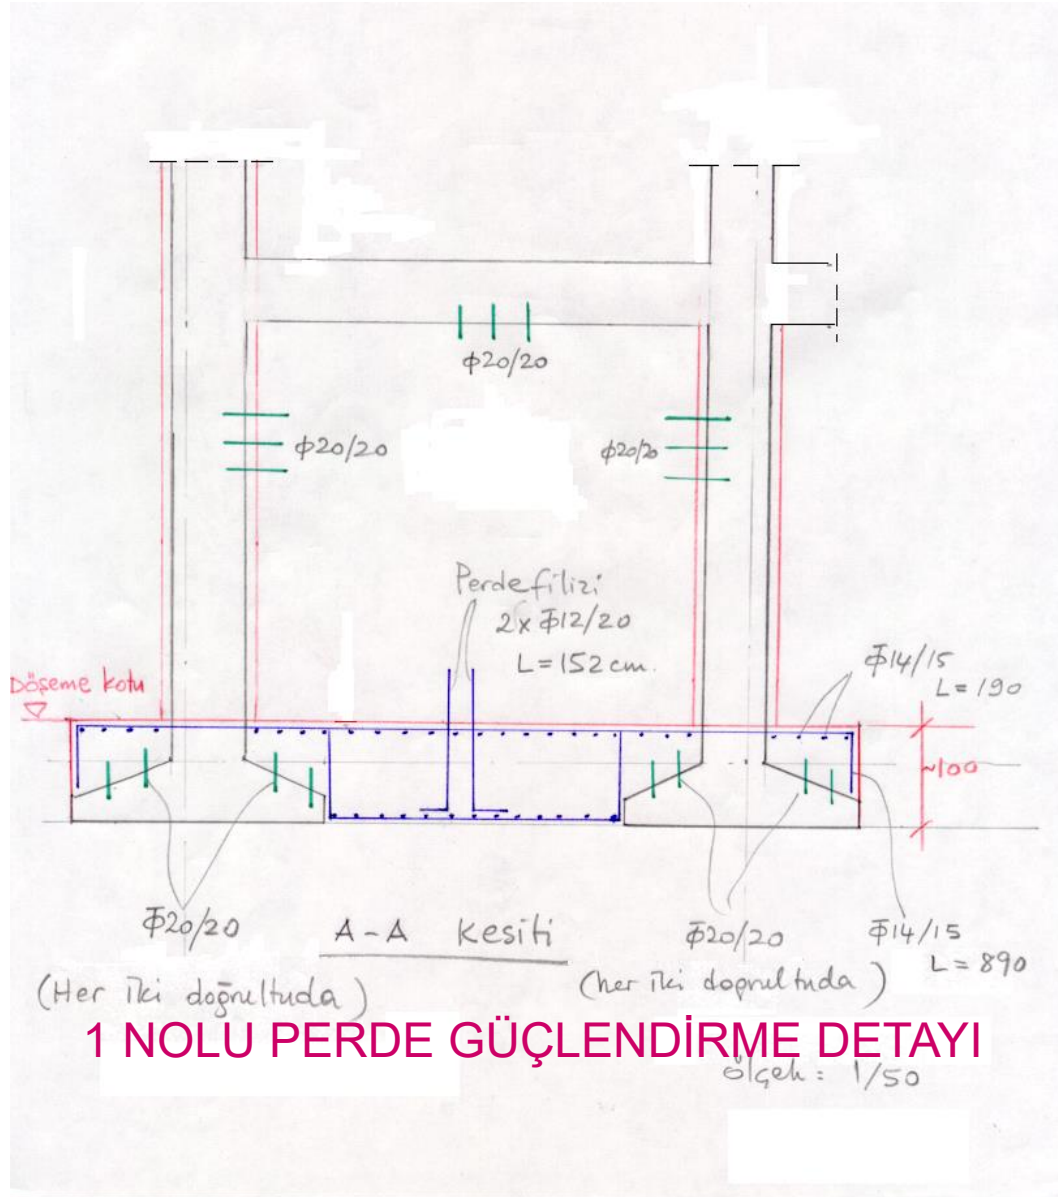 ϕ20/20
ϕ20/20
ϕ20/20
Perde filizi
2x Φ12/20
L=152 cm.
Φ14/15
L=190
Döşeme kotu
~100
Φ20/20
(Her iki doğrultuda)
A-A Kesiti
Φ20/20
(her iki doğrultuda)
Φ14/15
L=890
1 NOLU PERDE GÜÇLENDİRME DETAYI
ölçek: 1/50